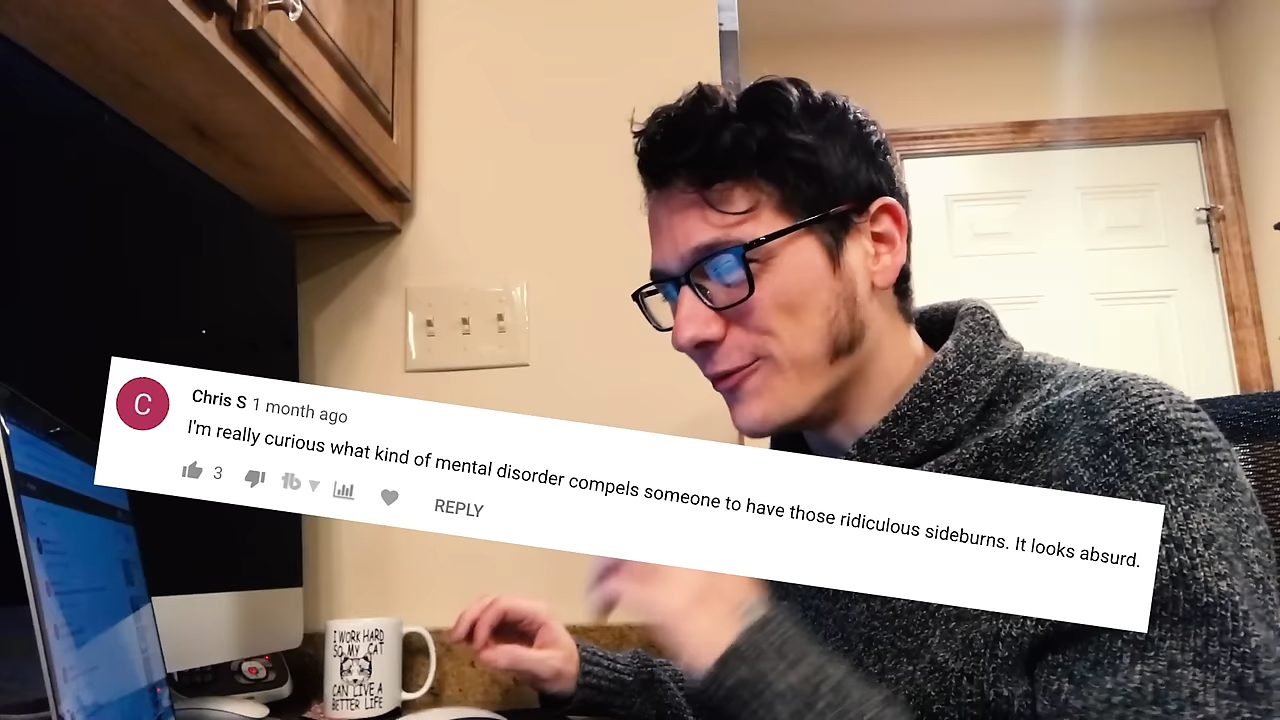 C
Chris S 1 month ago
I'm really curious what kind of mental disorder compels someone to have those ridiculous sideburns. It looks absurd.
3
REPLY
I WORK HARD
SO MY CAT
CAN LIVE A
BETTER LIFE